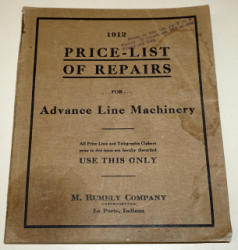 1912
PRICE-LIST
OF REPAIRS
FOR...
Advance Line Machinery
All Price Lists and Telegraphic Ciphers
prior to this issue are hereby discarded
USE THIS ONLY
M. RUMELY COMPANY
La Porte, Indiana